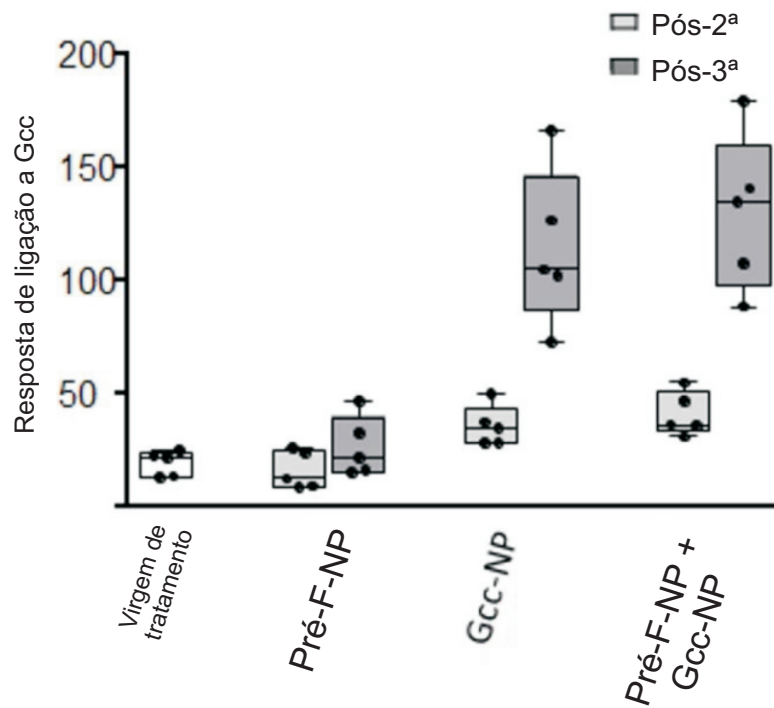 Pós-2ª
Pós-3ª
Resposta de ligação a Gcc
200
150
100
50
Virgem de
tratamento
Pré-F-NP
Gcc-NP
Pré-F-NP +
Gcc-NP